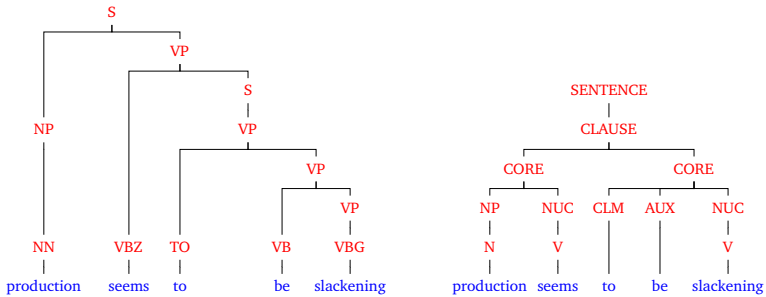 S
VP
S SENTENCE
NP VP CLAUSE
VP CORE CORE
VP NP NUC CLM AUX NUC
NN VBZ TO VB VBG N V V
production seems to be slackening production seems to be slackening